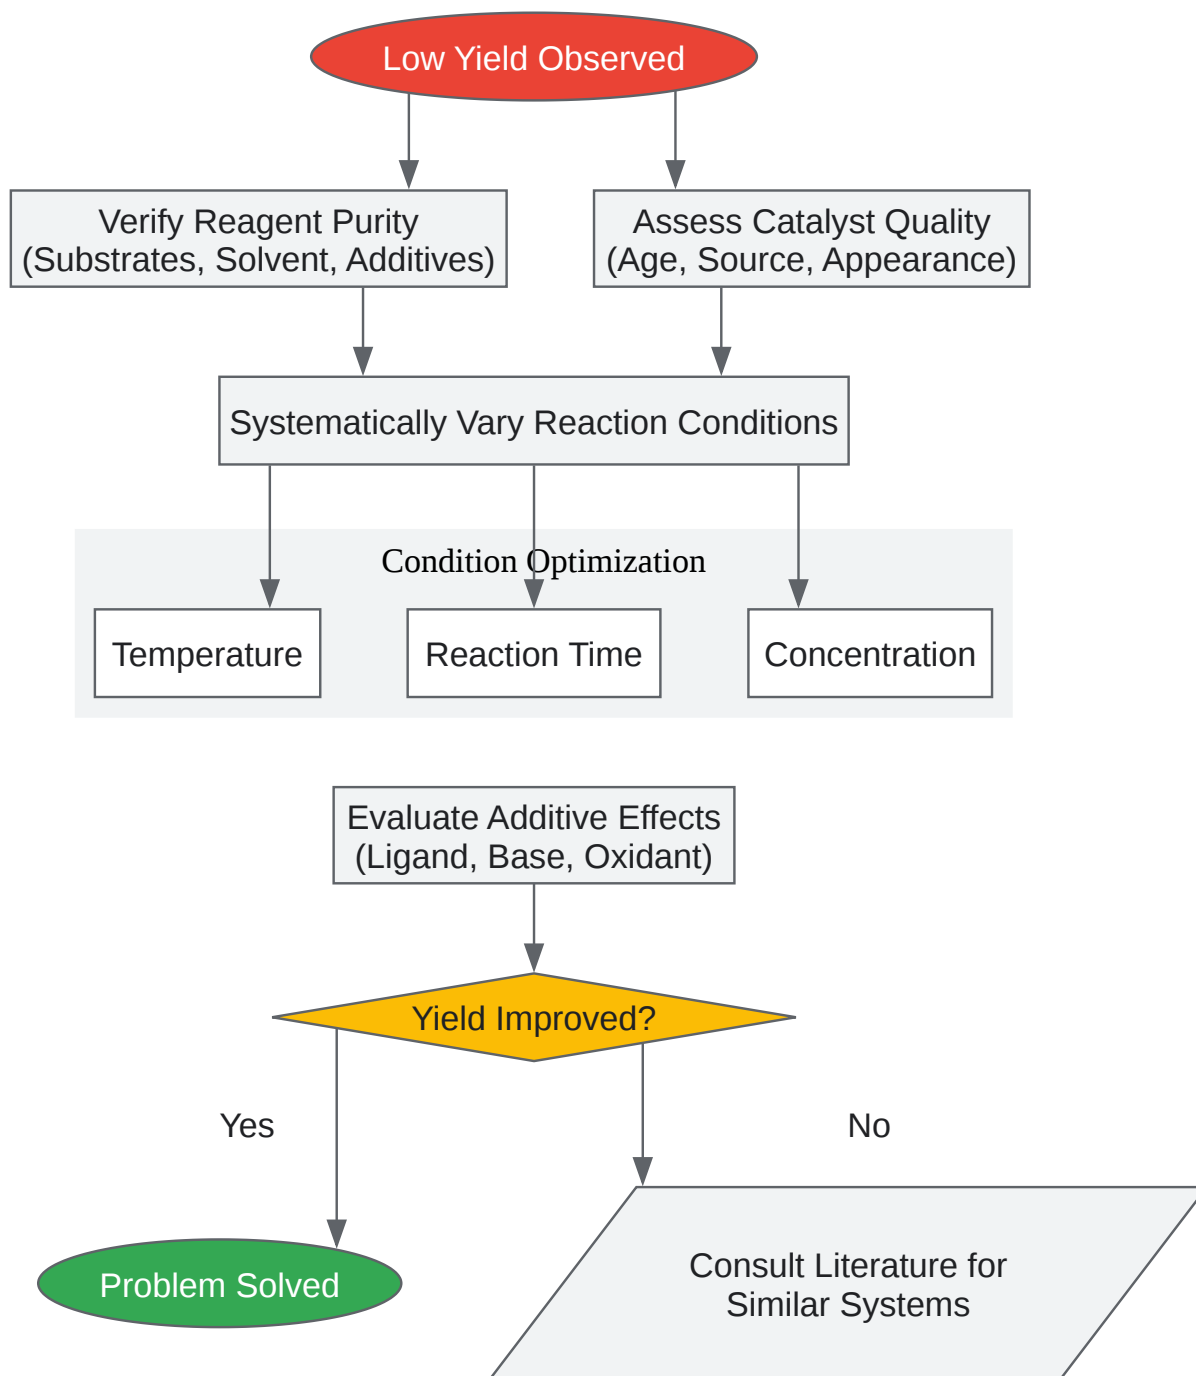 Low Yield Observed
Verify Reagent Purity
(Substrates, Solvent, Additives)
Assess Catalyst Quality
(Age, Source, Appearance)
Systematically Vary Reaction Conditions
Condition Optimization
Temperature
Reaction Time
Concentration
Evaluate Additive Effects
(Ligand, Base, Oxidant)
Yield Improved?
Yes
No
Problem Solved
Consult Literature for
Similar Systems